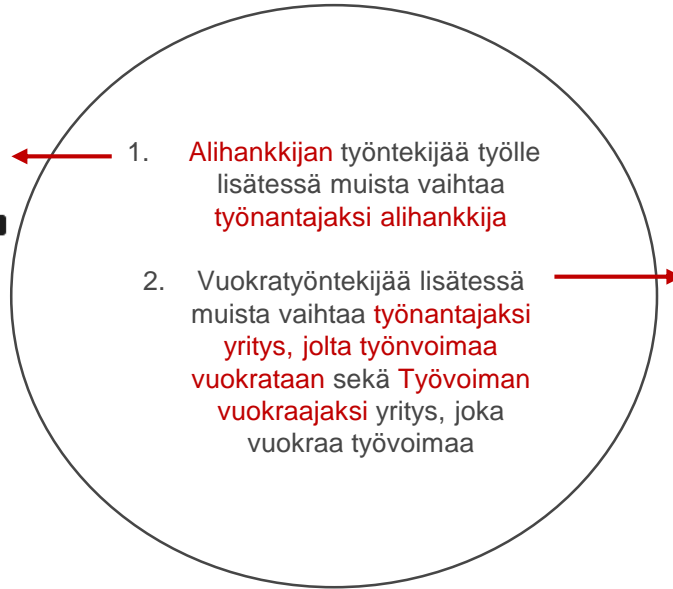 1. Alihankkijan työntekijää työlle
lisätessä muista vaihtaa
työnantajaksi alihankkija
2. Vuokratyöntekijää lisätessä
muista vaihtaa työnantajaksi
yritys, jolta työnvoimaa
vuokrataan sekä Työvoiman
vuokraajaksi yritys, joka
vuokraa työvoimaa